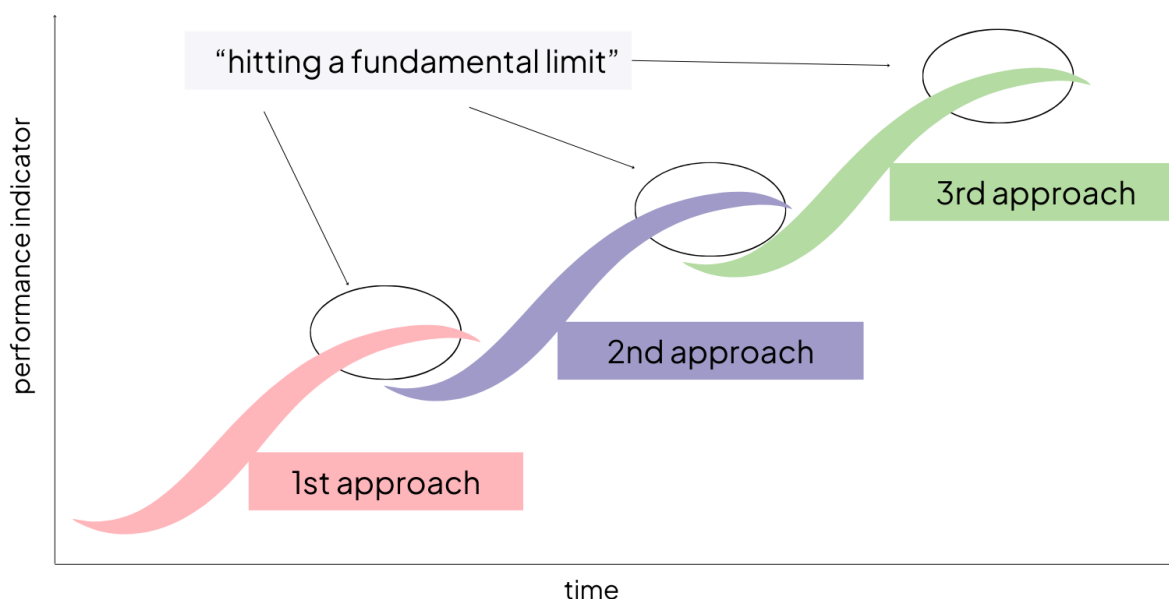 “hitting a fundamental limit”
performance indicator
3rd approach
2nd approach
1st approach
time